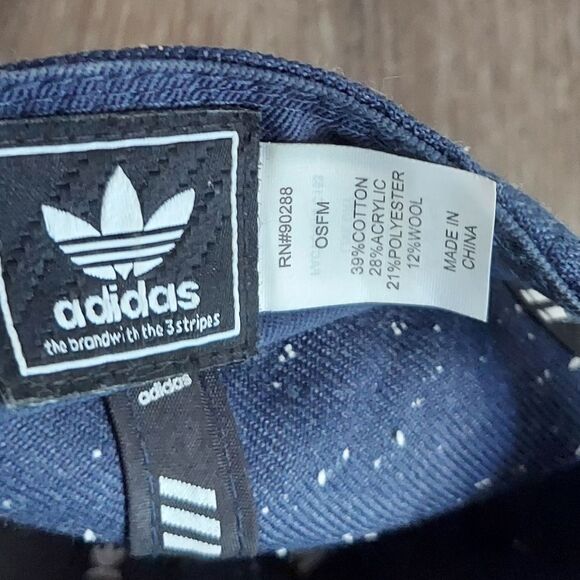 adidas
the brand with the 3 stripes
adidas
RN#90288
OSFM
39%COTTON
28%ACRYLIC
21%POLYESTER
12%WOOL
MADE IN
CHINA